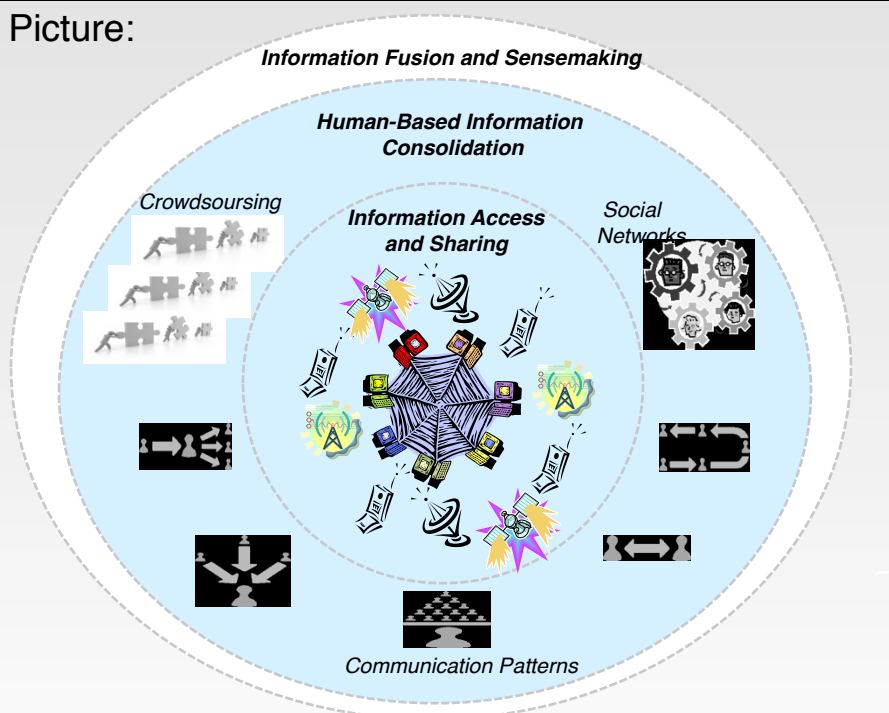 Picture:
Information Fusion and Sensemaking
Human-Based Information
Consolidation
Crowdsoursing
Social
Networks
Information Access
and Sharing
Communication Patterns